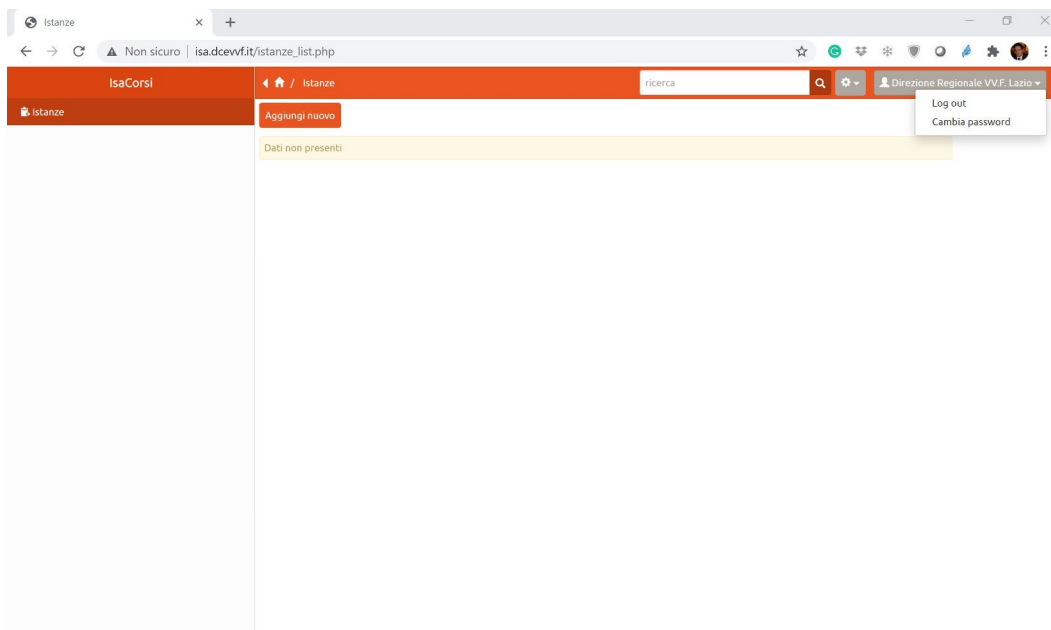 Istanze
Non sicuro | isa.dcevvf.it/istanze_list.php
IsaCorsi
/ Istanze
ricerca
Direzione Regionale VV.F. Lazio
Istanze
Log out
Aggiungi nuovo
Cambia password
Dati non presenti